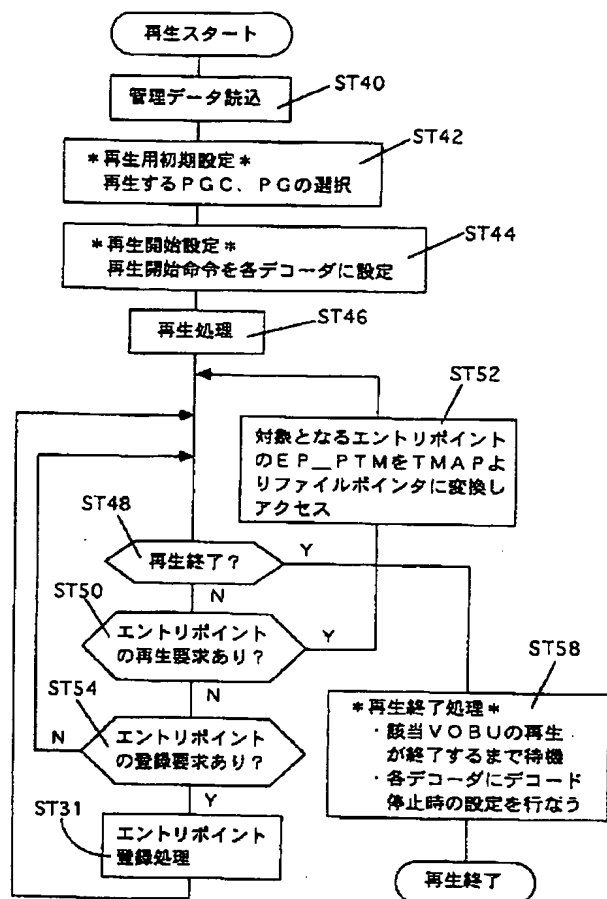 再生スタート
ST40
管理データ読込
ST42
*再生用初期設定*
再生するPGC、PGの選択
ST44
*再生開始設定*
再生開始命令を各デコーダに設定
ST46
再生処理
ST52
対象となるエントリポイント
のEP_PTMをTMAPよ
りファイルポインタに変換し
アクセス
ST48
再生終了?
Y
N
ST50
エントリポイント
の再生要求あり?
Y
N
ST54
エントリポイント
の登録要求あり?
N
Y
ST31
エントリポイント
登録処理
ST58
*再生終了処理*
・該当VOBUの再生
が終了するまで待機
・各デコーダにデコード
停止時の設定を行なう
再生終了